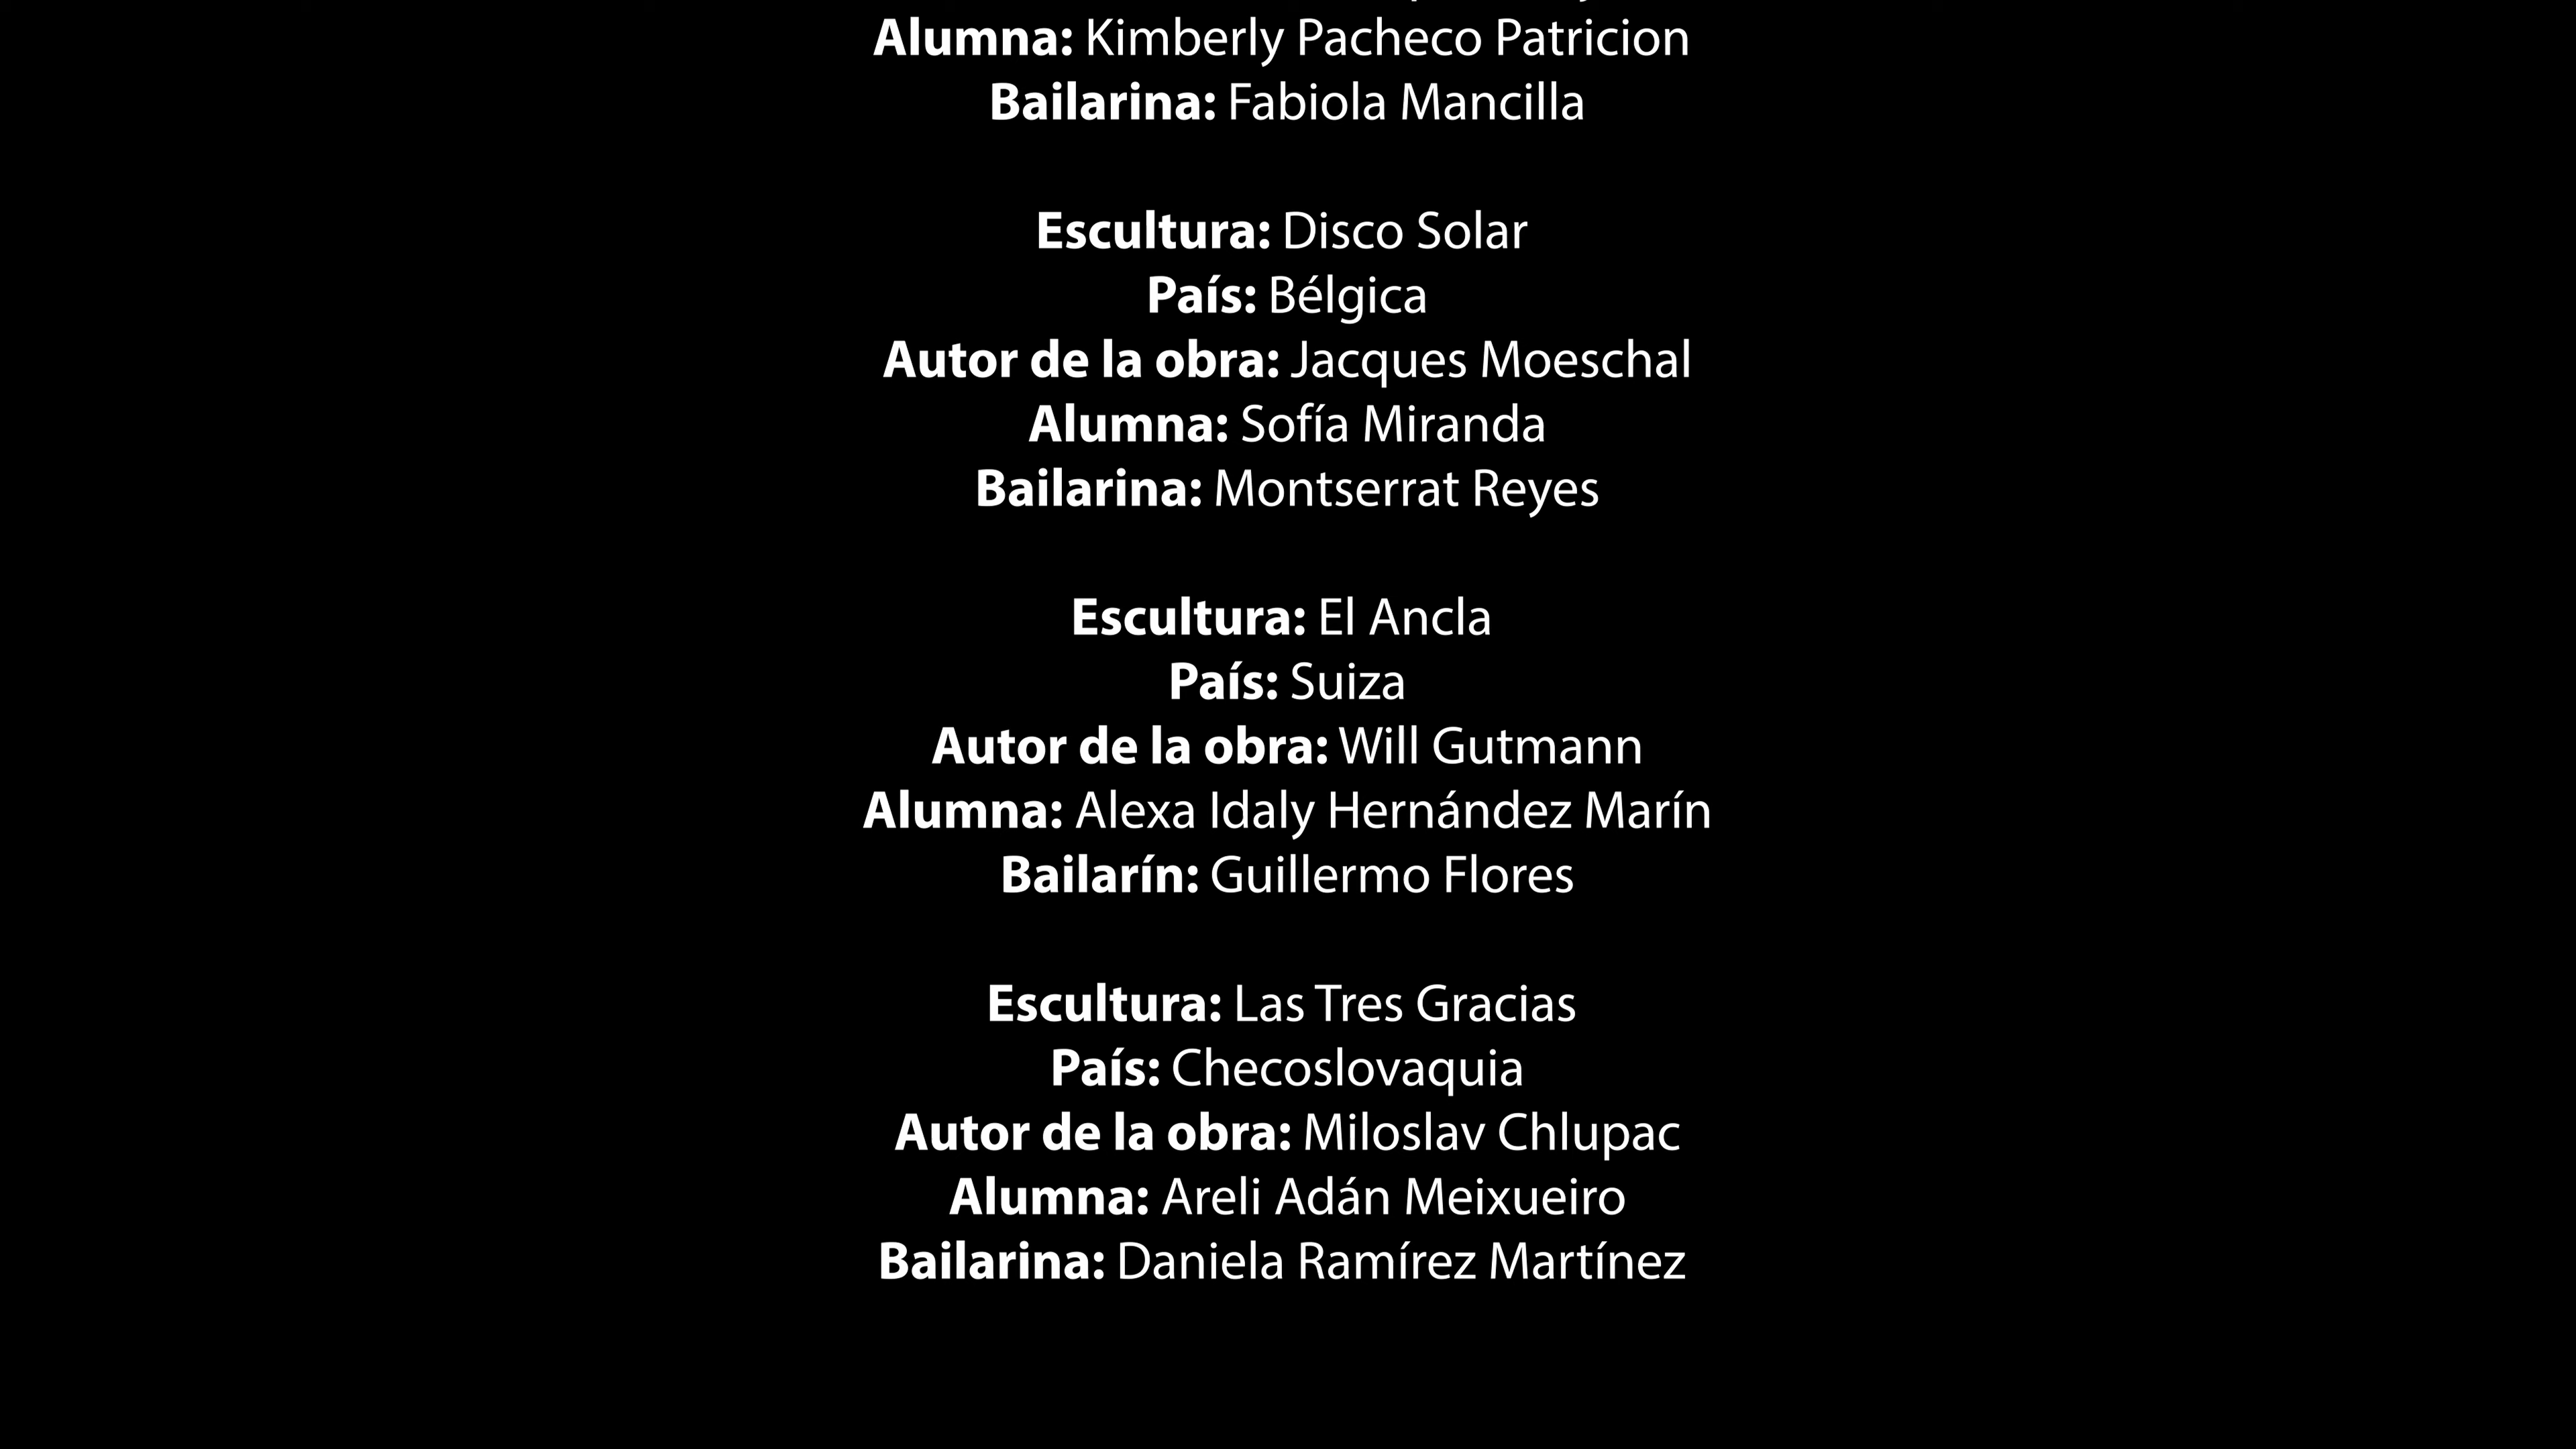 Alumna: Kimberly Pacheco Patricion
Bailarina: Fabiola Mancilla
Escultura: Disco Solar
País: Bélgica
Autor de la obra: Jacques Moeschal
Alumna: Sofía Miranda
Bailarina: Montserrat Reyes
Escultura: El Ancla
País: Suiza
Autor de la obra: Will Gutmann
Alumna: Alexa Idaly Hernández Marín
Bailarín: Guillermo Flores
Escultura: Las Tres Gracias
País: Checoslovaquia
Autor de la obra: Miloslav Chlupac
Alumna: Areli Adán Meixueiro
Bailarina: Daniela Ramírez Martínez